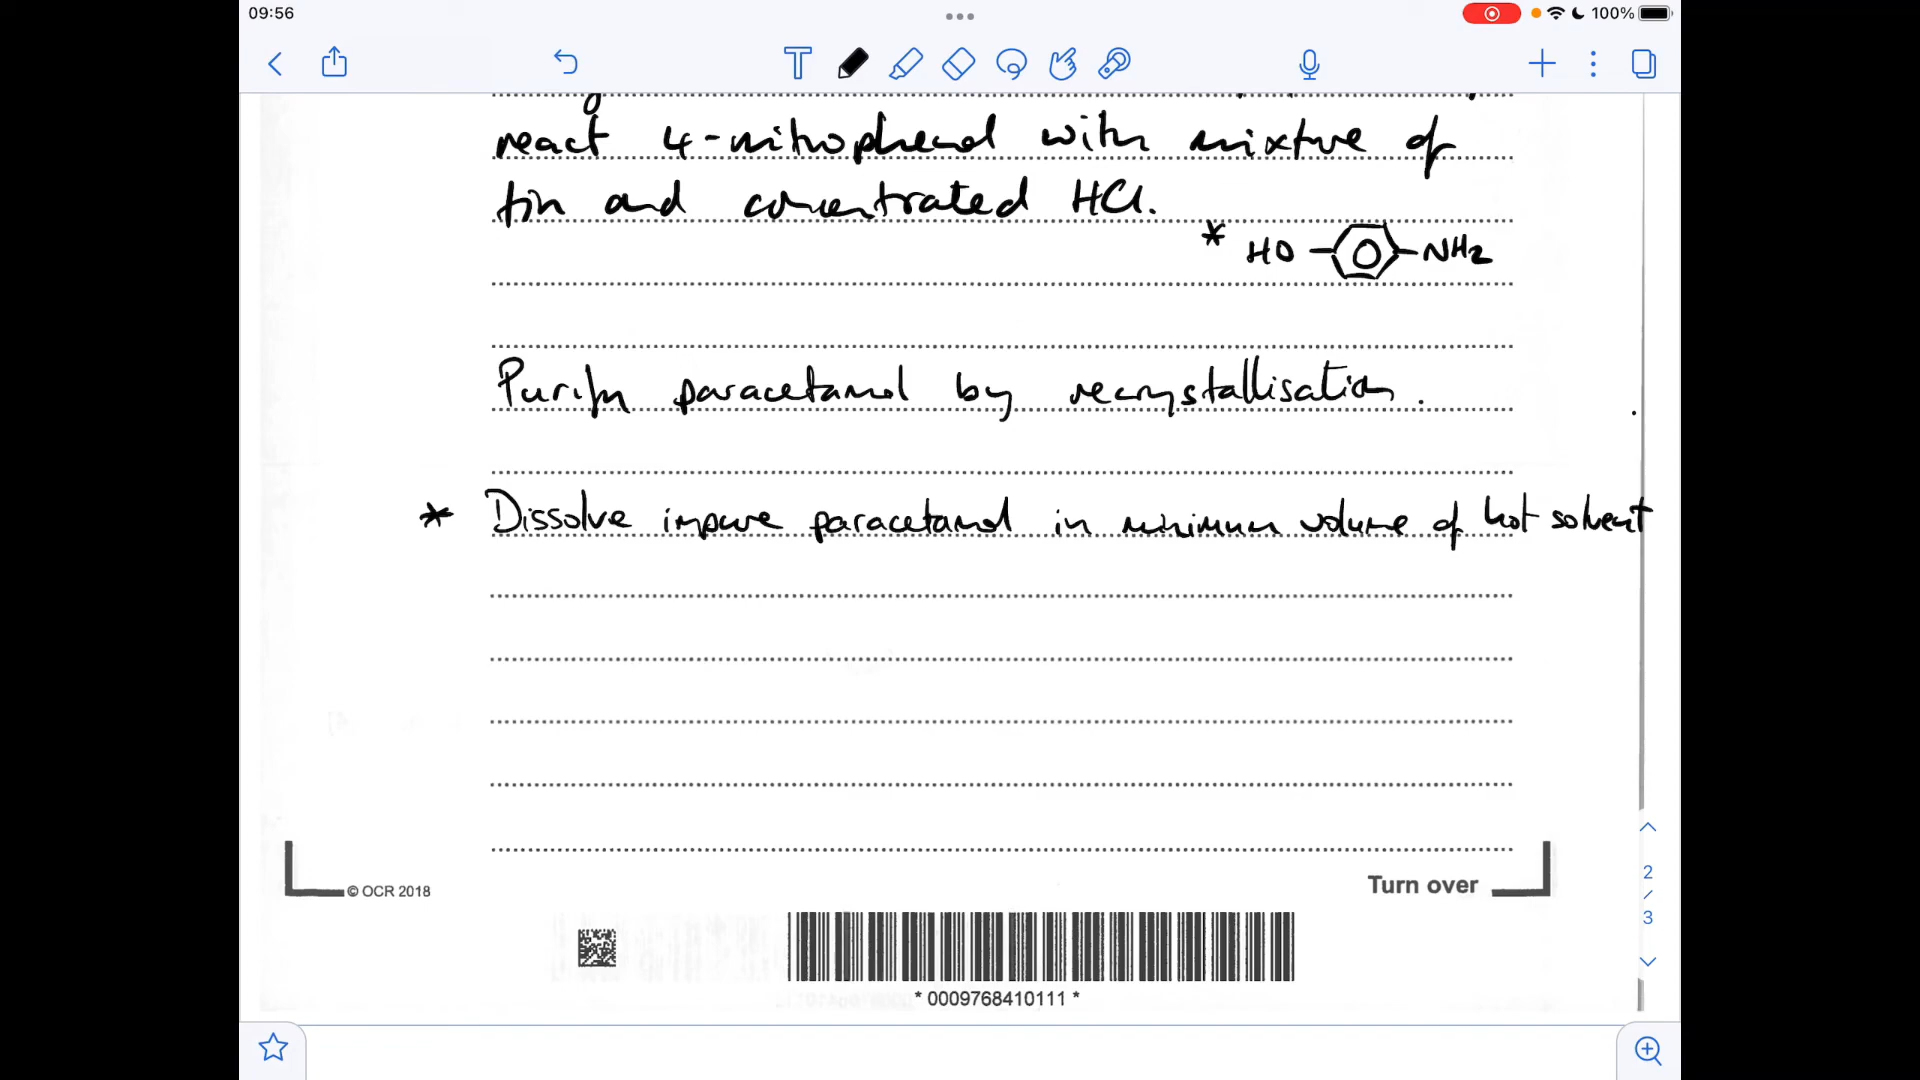 09:56
100%
react 4-nitrophenol with mixture of
tin and concentrated HCl.
* HO NH2
Purify paracetamol by recrystallisation.
* Dissolve impure paracetamol in minimum volume of hot solvent
© OCR 2018
Turn over
* 0009768410111 *
2
/
3